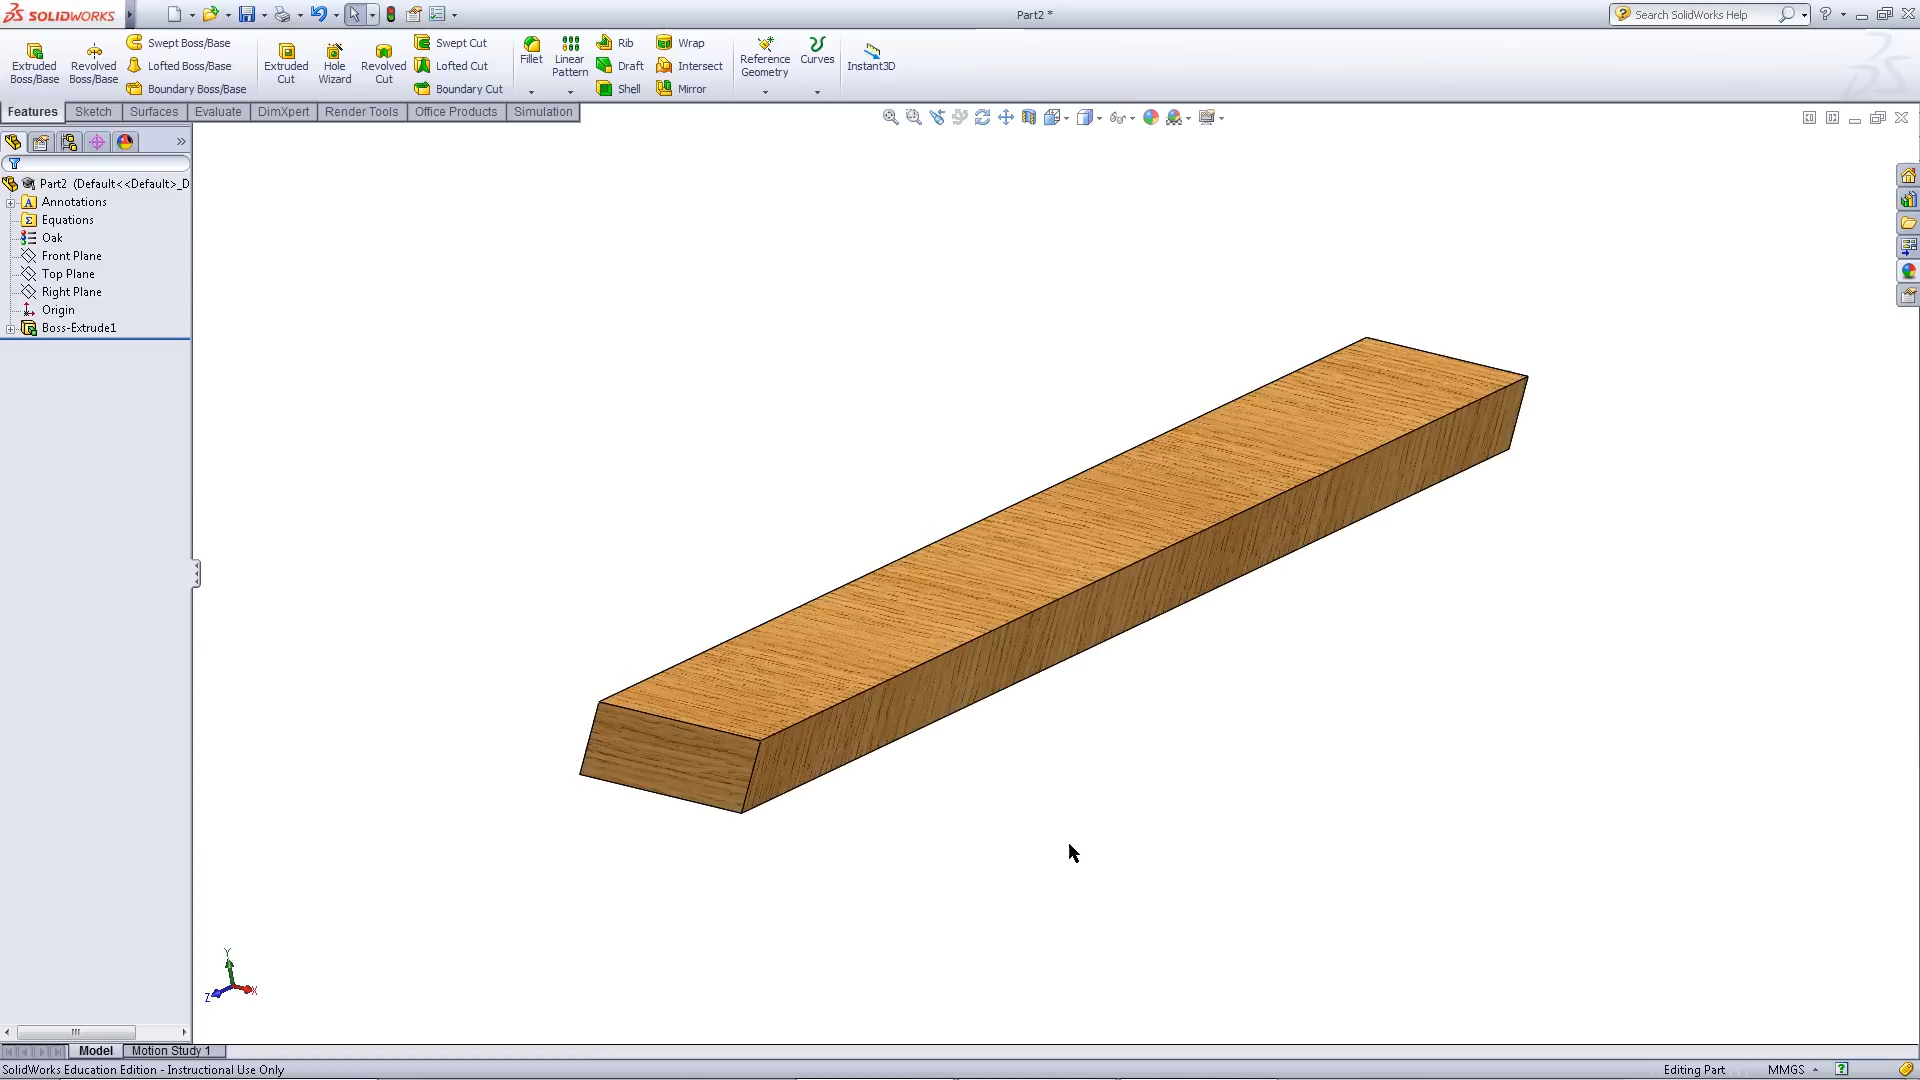 SOLIDWORKS
Part2 *
Search SolidWorks Help
Extruded Boss/Base
Revolved Boss/Base
Swept Boss/Base
Lofted Boss/Base
Boundary Boss/Base
Extruded Cut
Hole Wizard
Revolved Cut
Swept Cut
Lofted Cut
Boundary Cut
Fillet
Linear Pattern
Rib
Draft
Shell
Wrap
Intersect
Mirror
Reference Geometry
Curves
Instant3D
Features
Sketch
Surfaces
Evaluate
DimXpert
Render Tools
Office Products
Simulation
Part2 (Default<<Default>_D
Annotations
Equations
Oak
Front Plane
Top Plane
Right Plane
Origin
Boss-Extrude1
Y
Z
X
Model
Motion Study 1
SolidWorks Education Edition - Instructional Use Only
Editing Part
MMGS